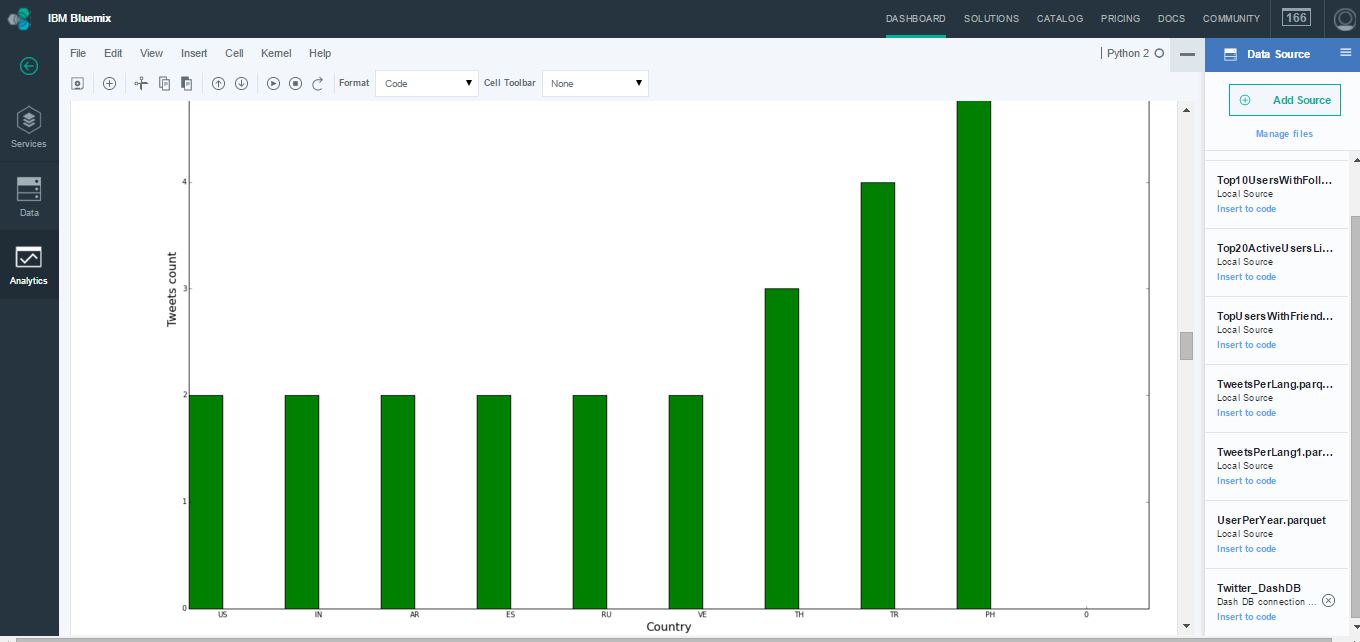 IBM Bluemix
DASHBOARD SOLUTIONS CATALOG PRICING DOCS COMMUNITY 166
File Edit View Insert Cell Kernel Help
Python 2
Format Code Cell Toolbar None
Services
Data
Analytics
4
3
2
1
0
Tweets count
US IN AR ES RU VE TH TR PH 0
Country
Data Source
Add Source
Manage files
Top10UsersWithFoll...
Local Source
Insert to code
Top20ActiveUsersLi...
Local Source
Insert to code
TopUsersWithFriend...
Local Source
Insert to code
TweetsPerLang.parq...
Local Source
Insert to code
TweetsPerLang1.par...
Local Source
Insert to code
UserPerYear.parquet
Local Source
Insert to code
Twitter_DashDB
Dash DB connection ...
Insert to code